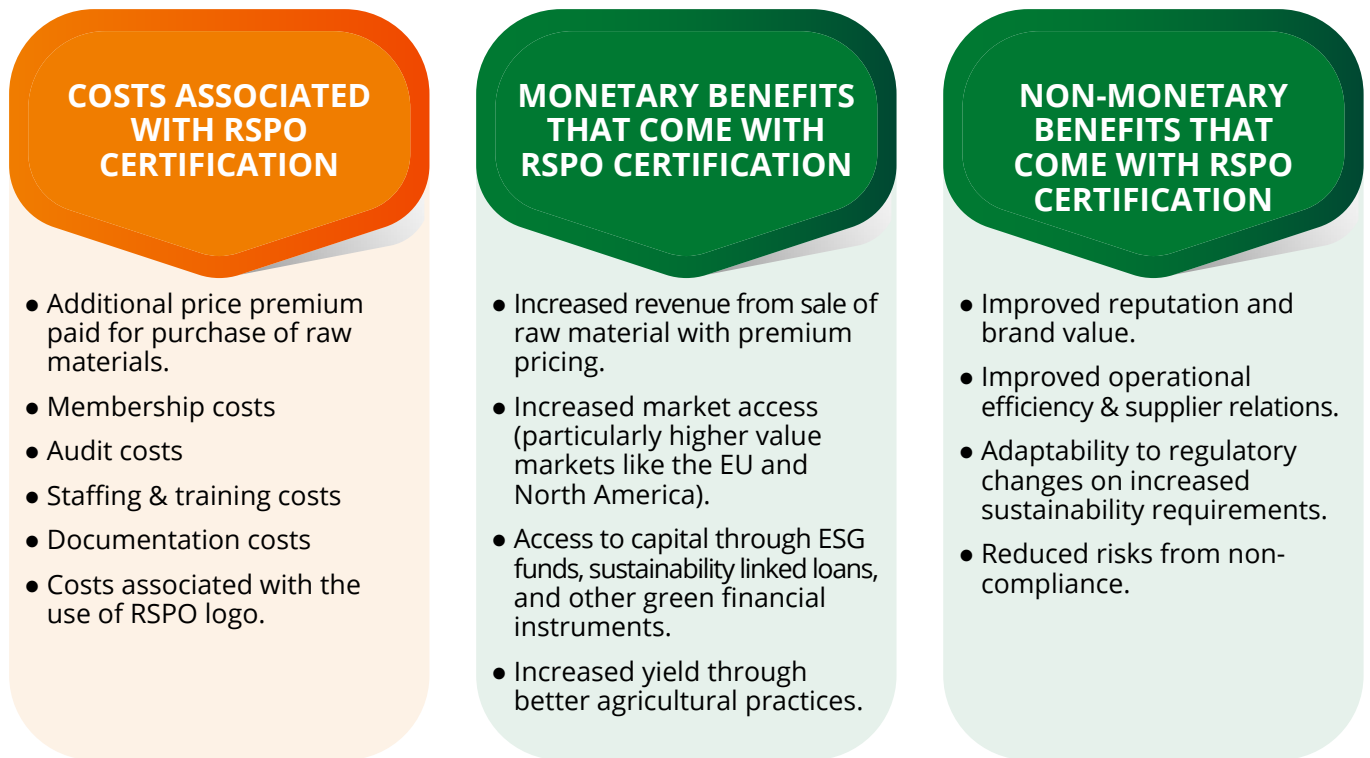 COSTS ASSOCIATED
WITH RSPO
CERTIFICATION
● Additional price premium
paid for purchase of raw
materials.
● Membership costs
● Audit costs
● Staffing & training costs
● Documentation costs
● Costs associated with the
use of RSPO logo.
MONETARY BENEFITS
THAT COME WITH
RSPO CERTIFICATION
● Increased revenue from sale of
raw material with premium
pricing.
● Increased market access
(particularly higher value
markets like the EU and
North America).
● Access to capital through ESG
funds, sustainability linked loans,
and other green financial
instruments.
● Increased yield through
better agricultural practices.
NON-MONETARY
BENEFITS THAT
COME WITH RSPO
CERTIFICATION
● Improved reputation and
brand value.
● Improved operational
efficiency & supplier relations.
● Adaptability to regulatory
changes on increased
sustainability requirements.
● Reduced risks from non-
compliance.